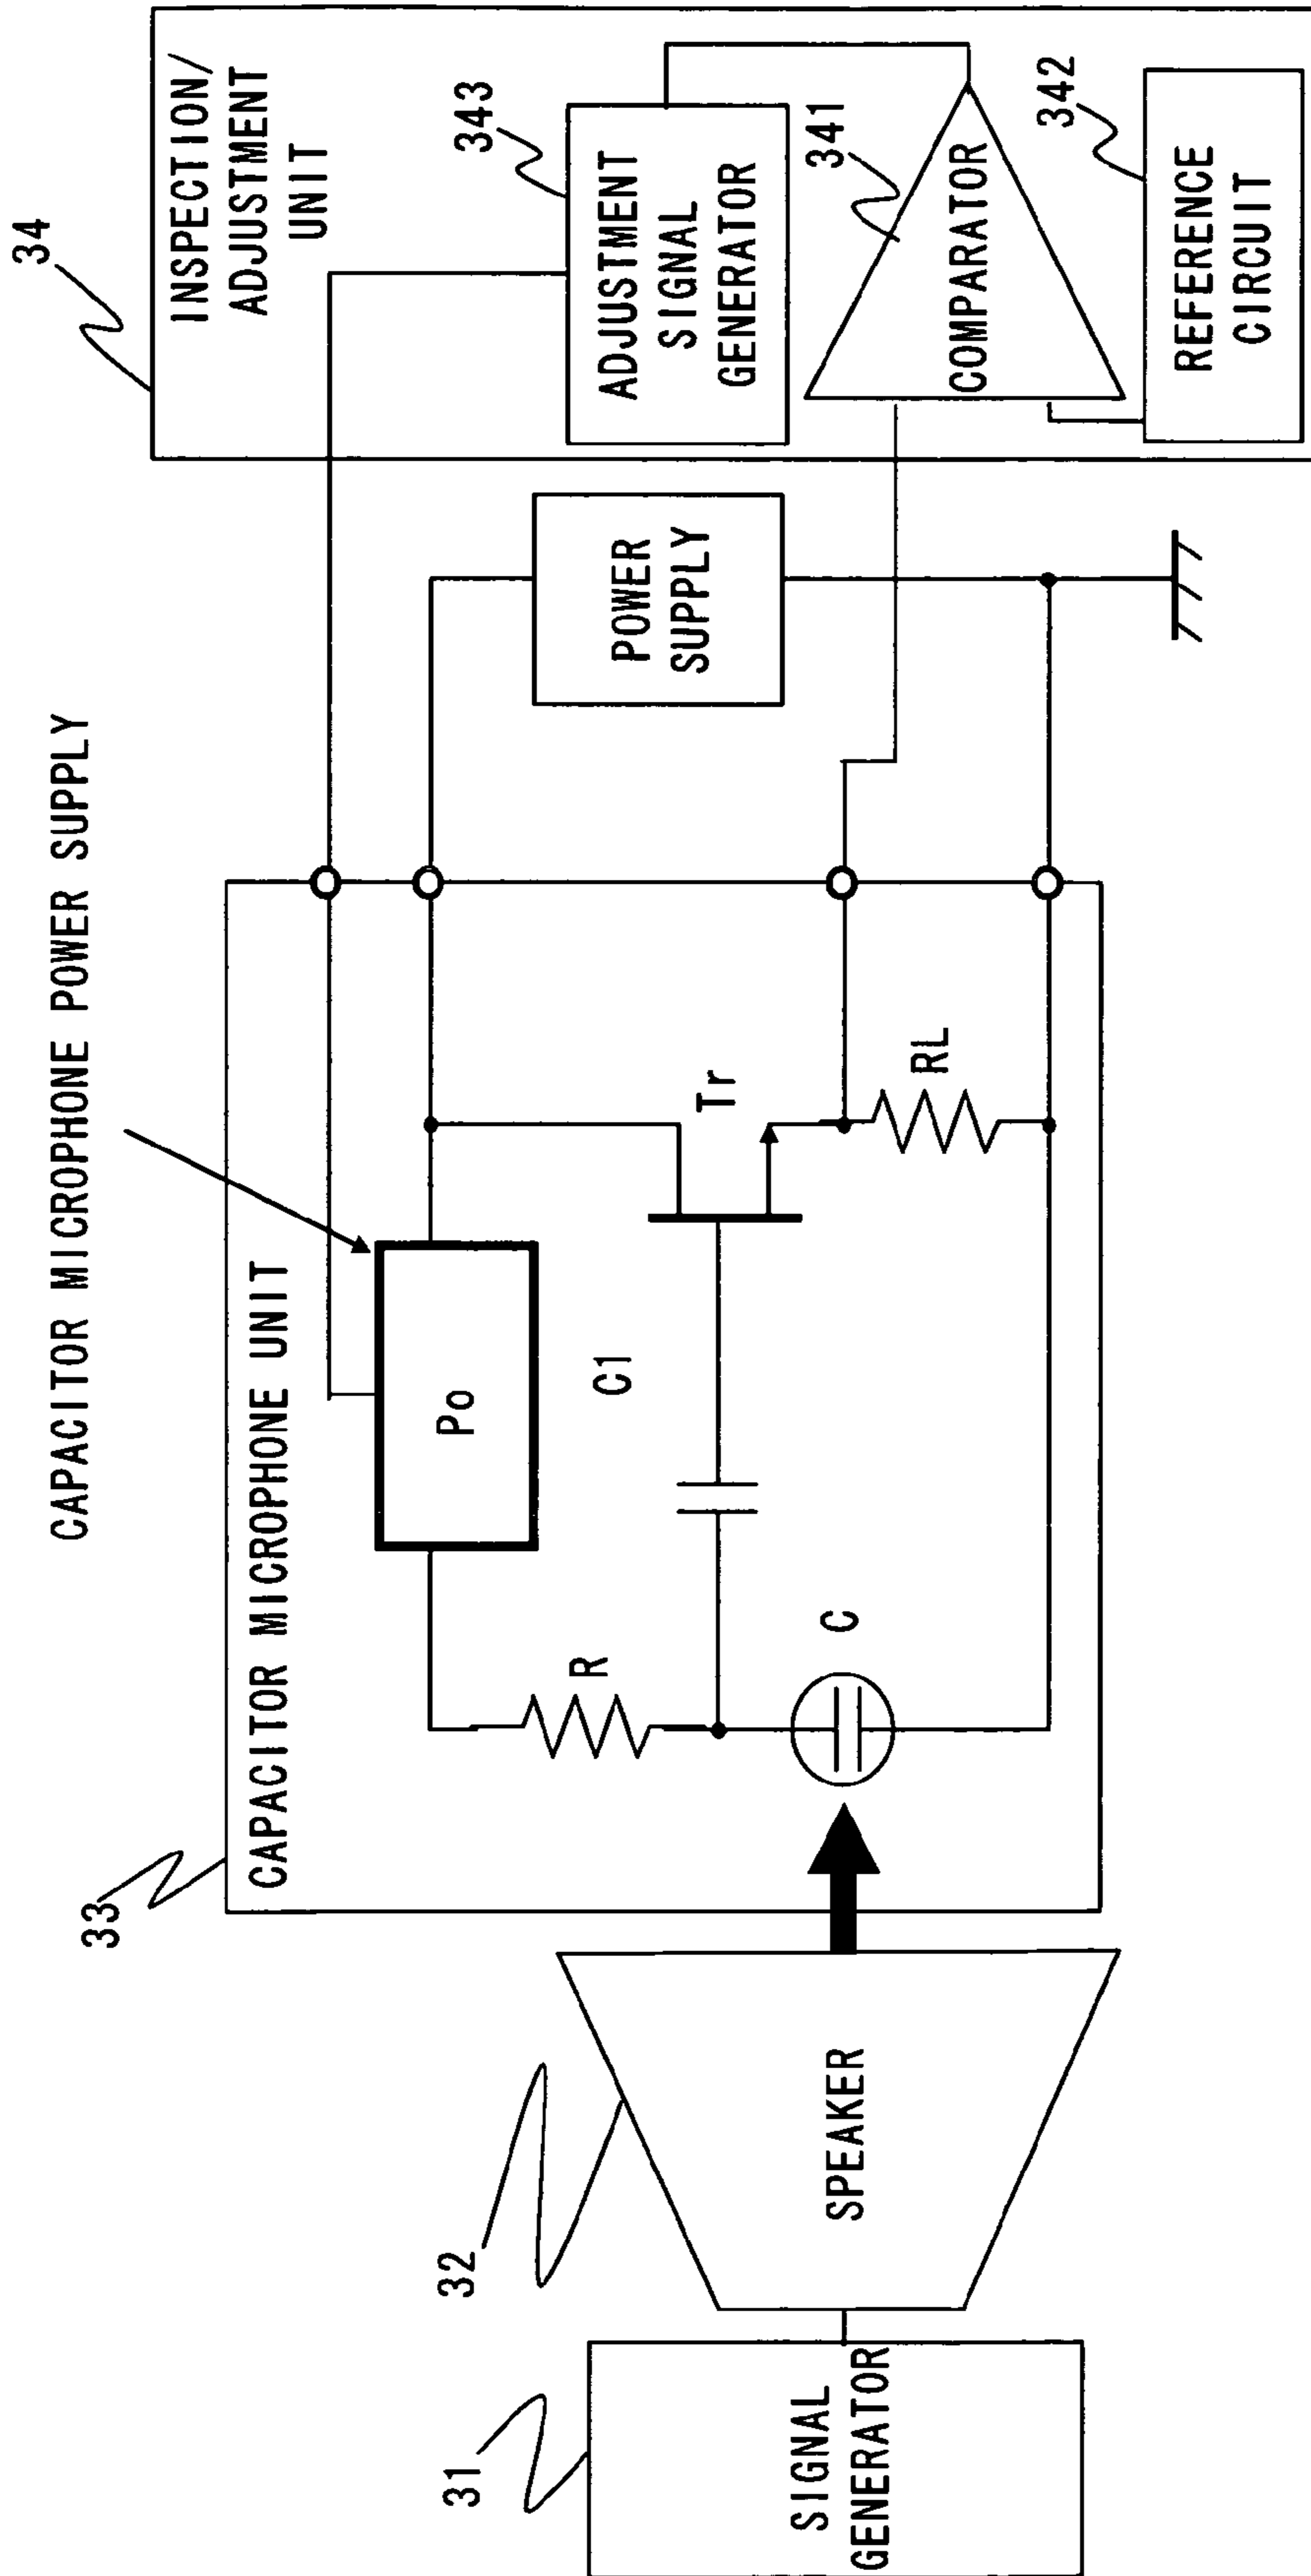 CAPACITOR MICROPHONE POWER SUPPLY
34
33
CAPACITOR MICROPHONE UNIT
INSPECTION/
ADJUSTMENT
UNIT
Po
R
C1
C
Tr
RL
POWER
SUPPLY
343
ADJUSTMENT
SIGNAL
GENERATOR
341
COMPARATOR
342
REFERENCE
CIRCUIT
32
SPEAKER
31
SIGNAL
GENERATOR